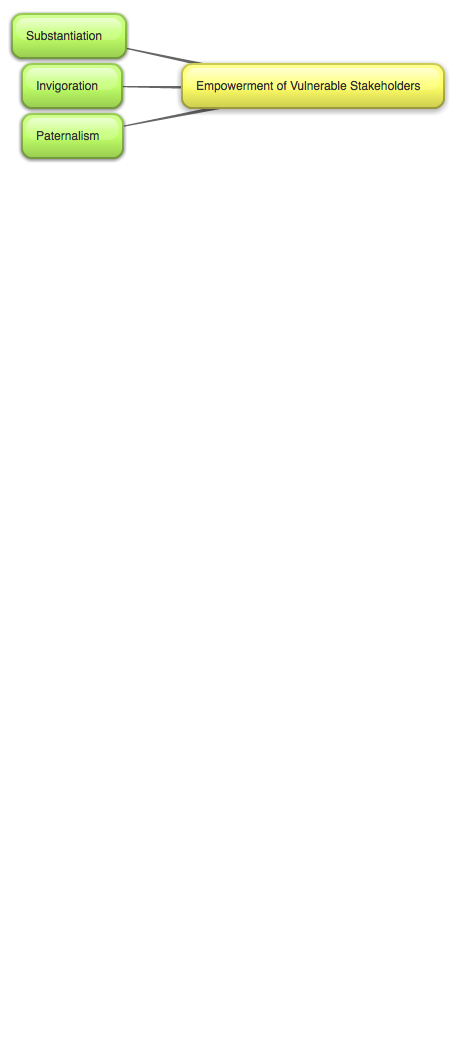 Substantiation
Invigoration
Empowerment of Vulnerable Stakeholders
Paternalism